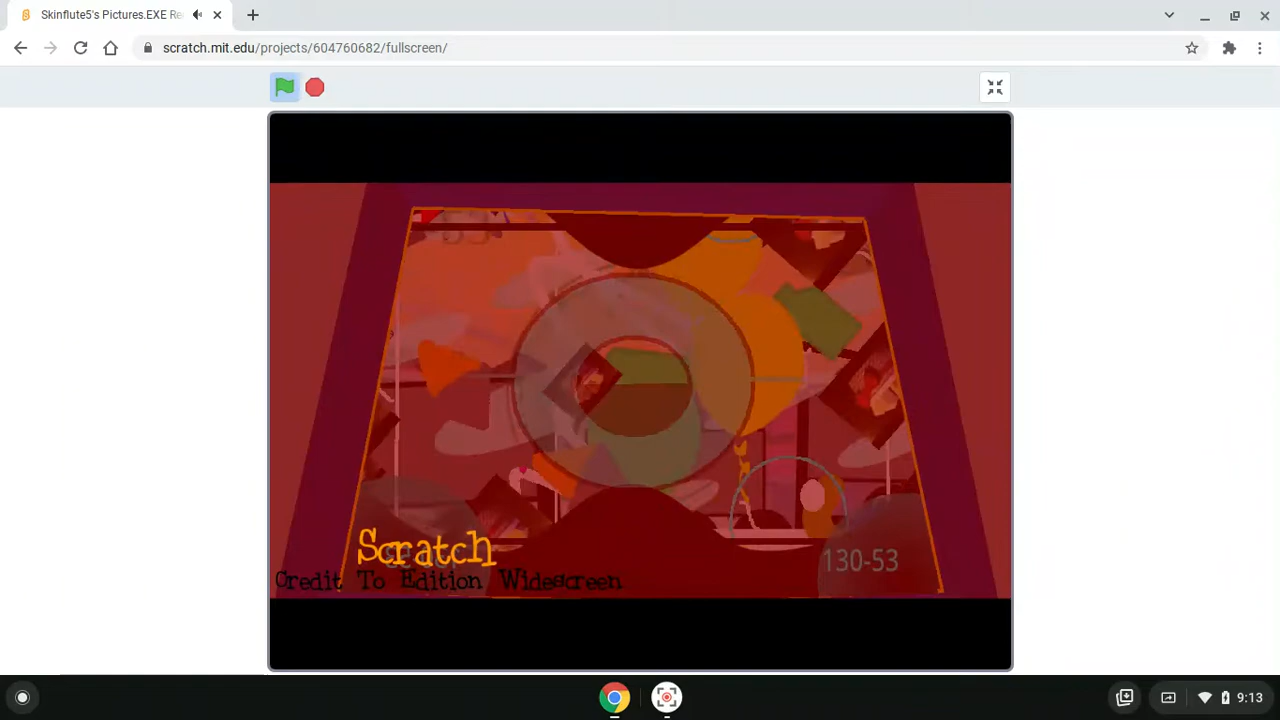 Skinflute5's Pictures.EXE Re
scratch.mit.edu/projects/604760682/fullscreen/
Scratch
130-53
Credit To Edition Widescreen
9:13